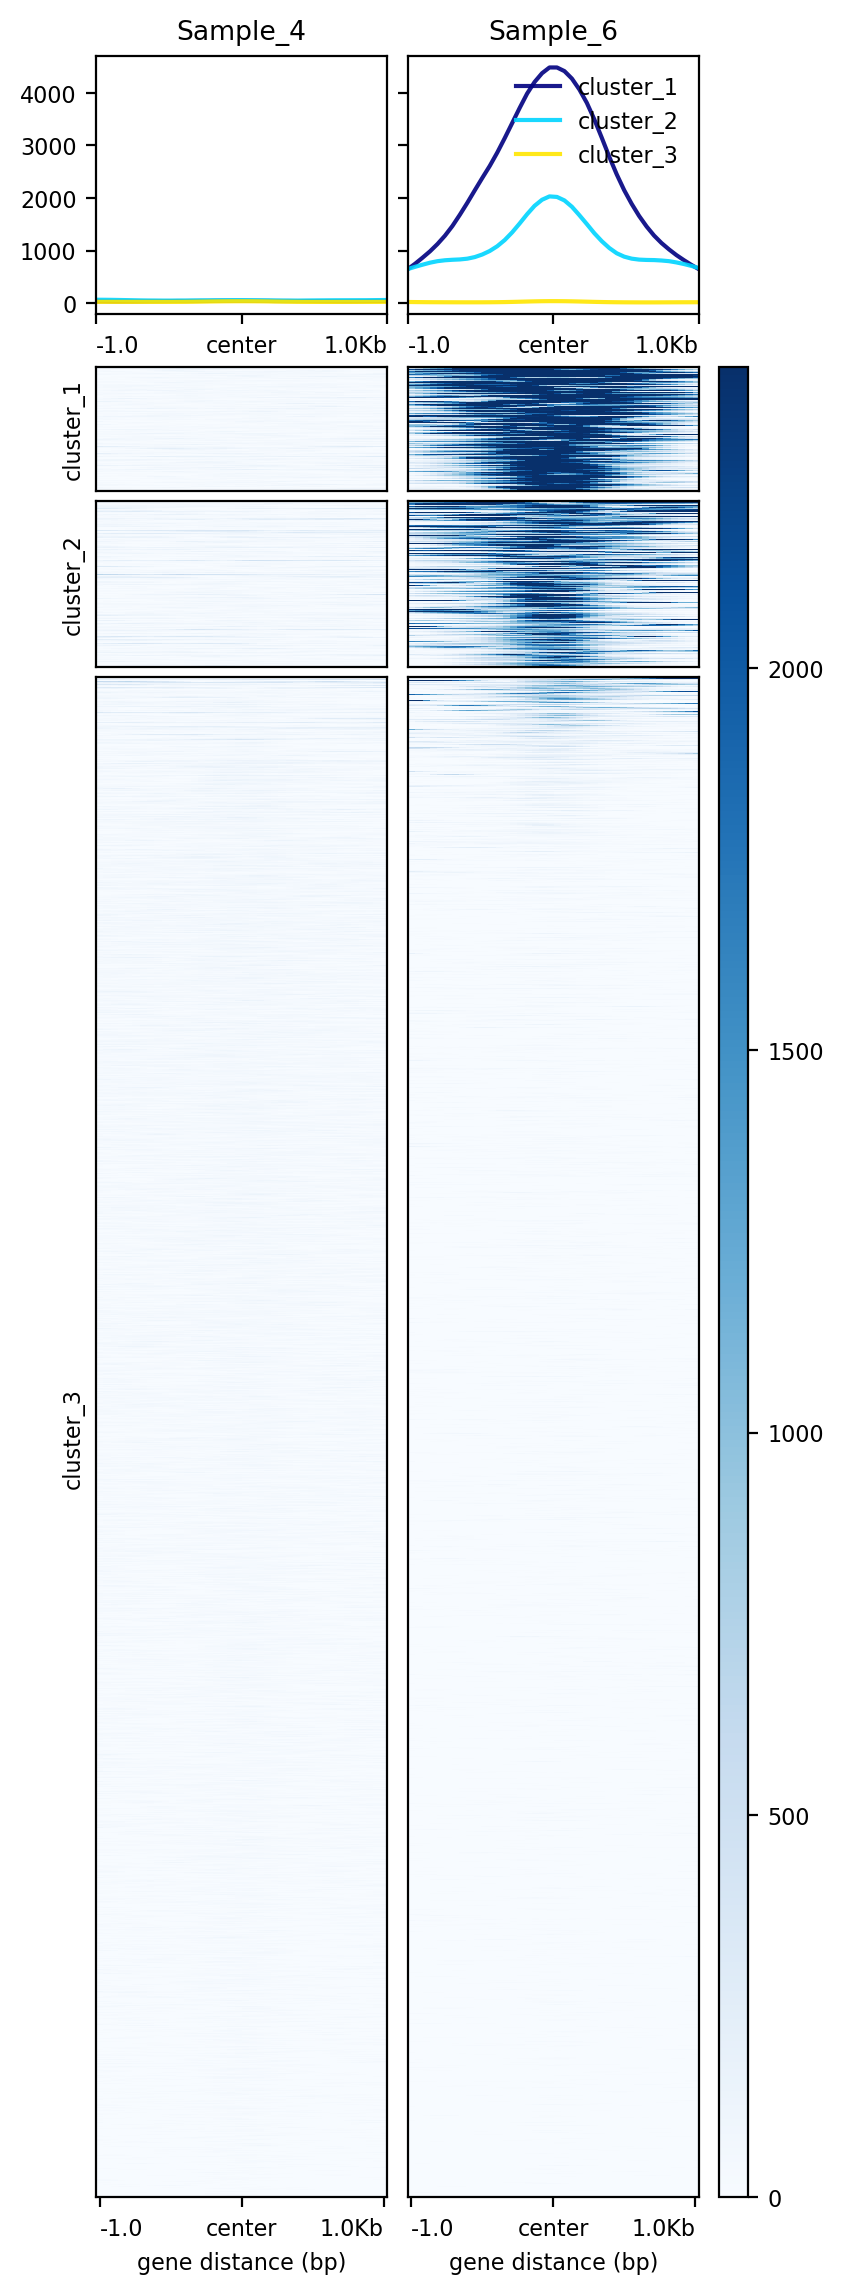 Sample_4
Sample_6
4000
3000
2000
1000
0
cluster_1
cluster_2
cluster_3
-1.0 center 1.0Kb
-1.0 center 1.0Kb
cluster_1
cluster_2
cluster_3
2000
1500
1000
500
0
-1.0 center 1.0Kb
gene distance (bp)
-1.0 center 1.0Kb
gene distance (bp)